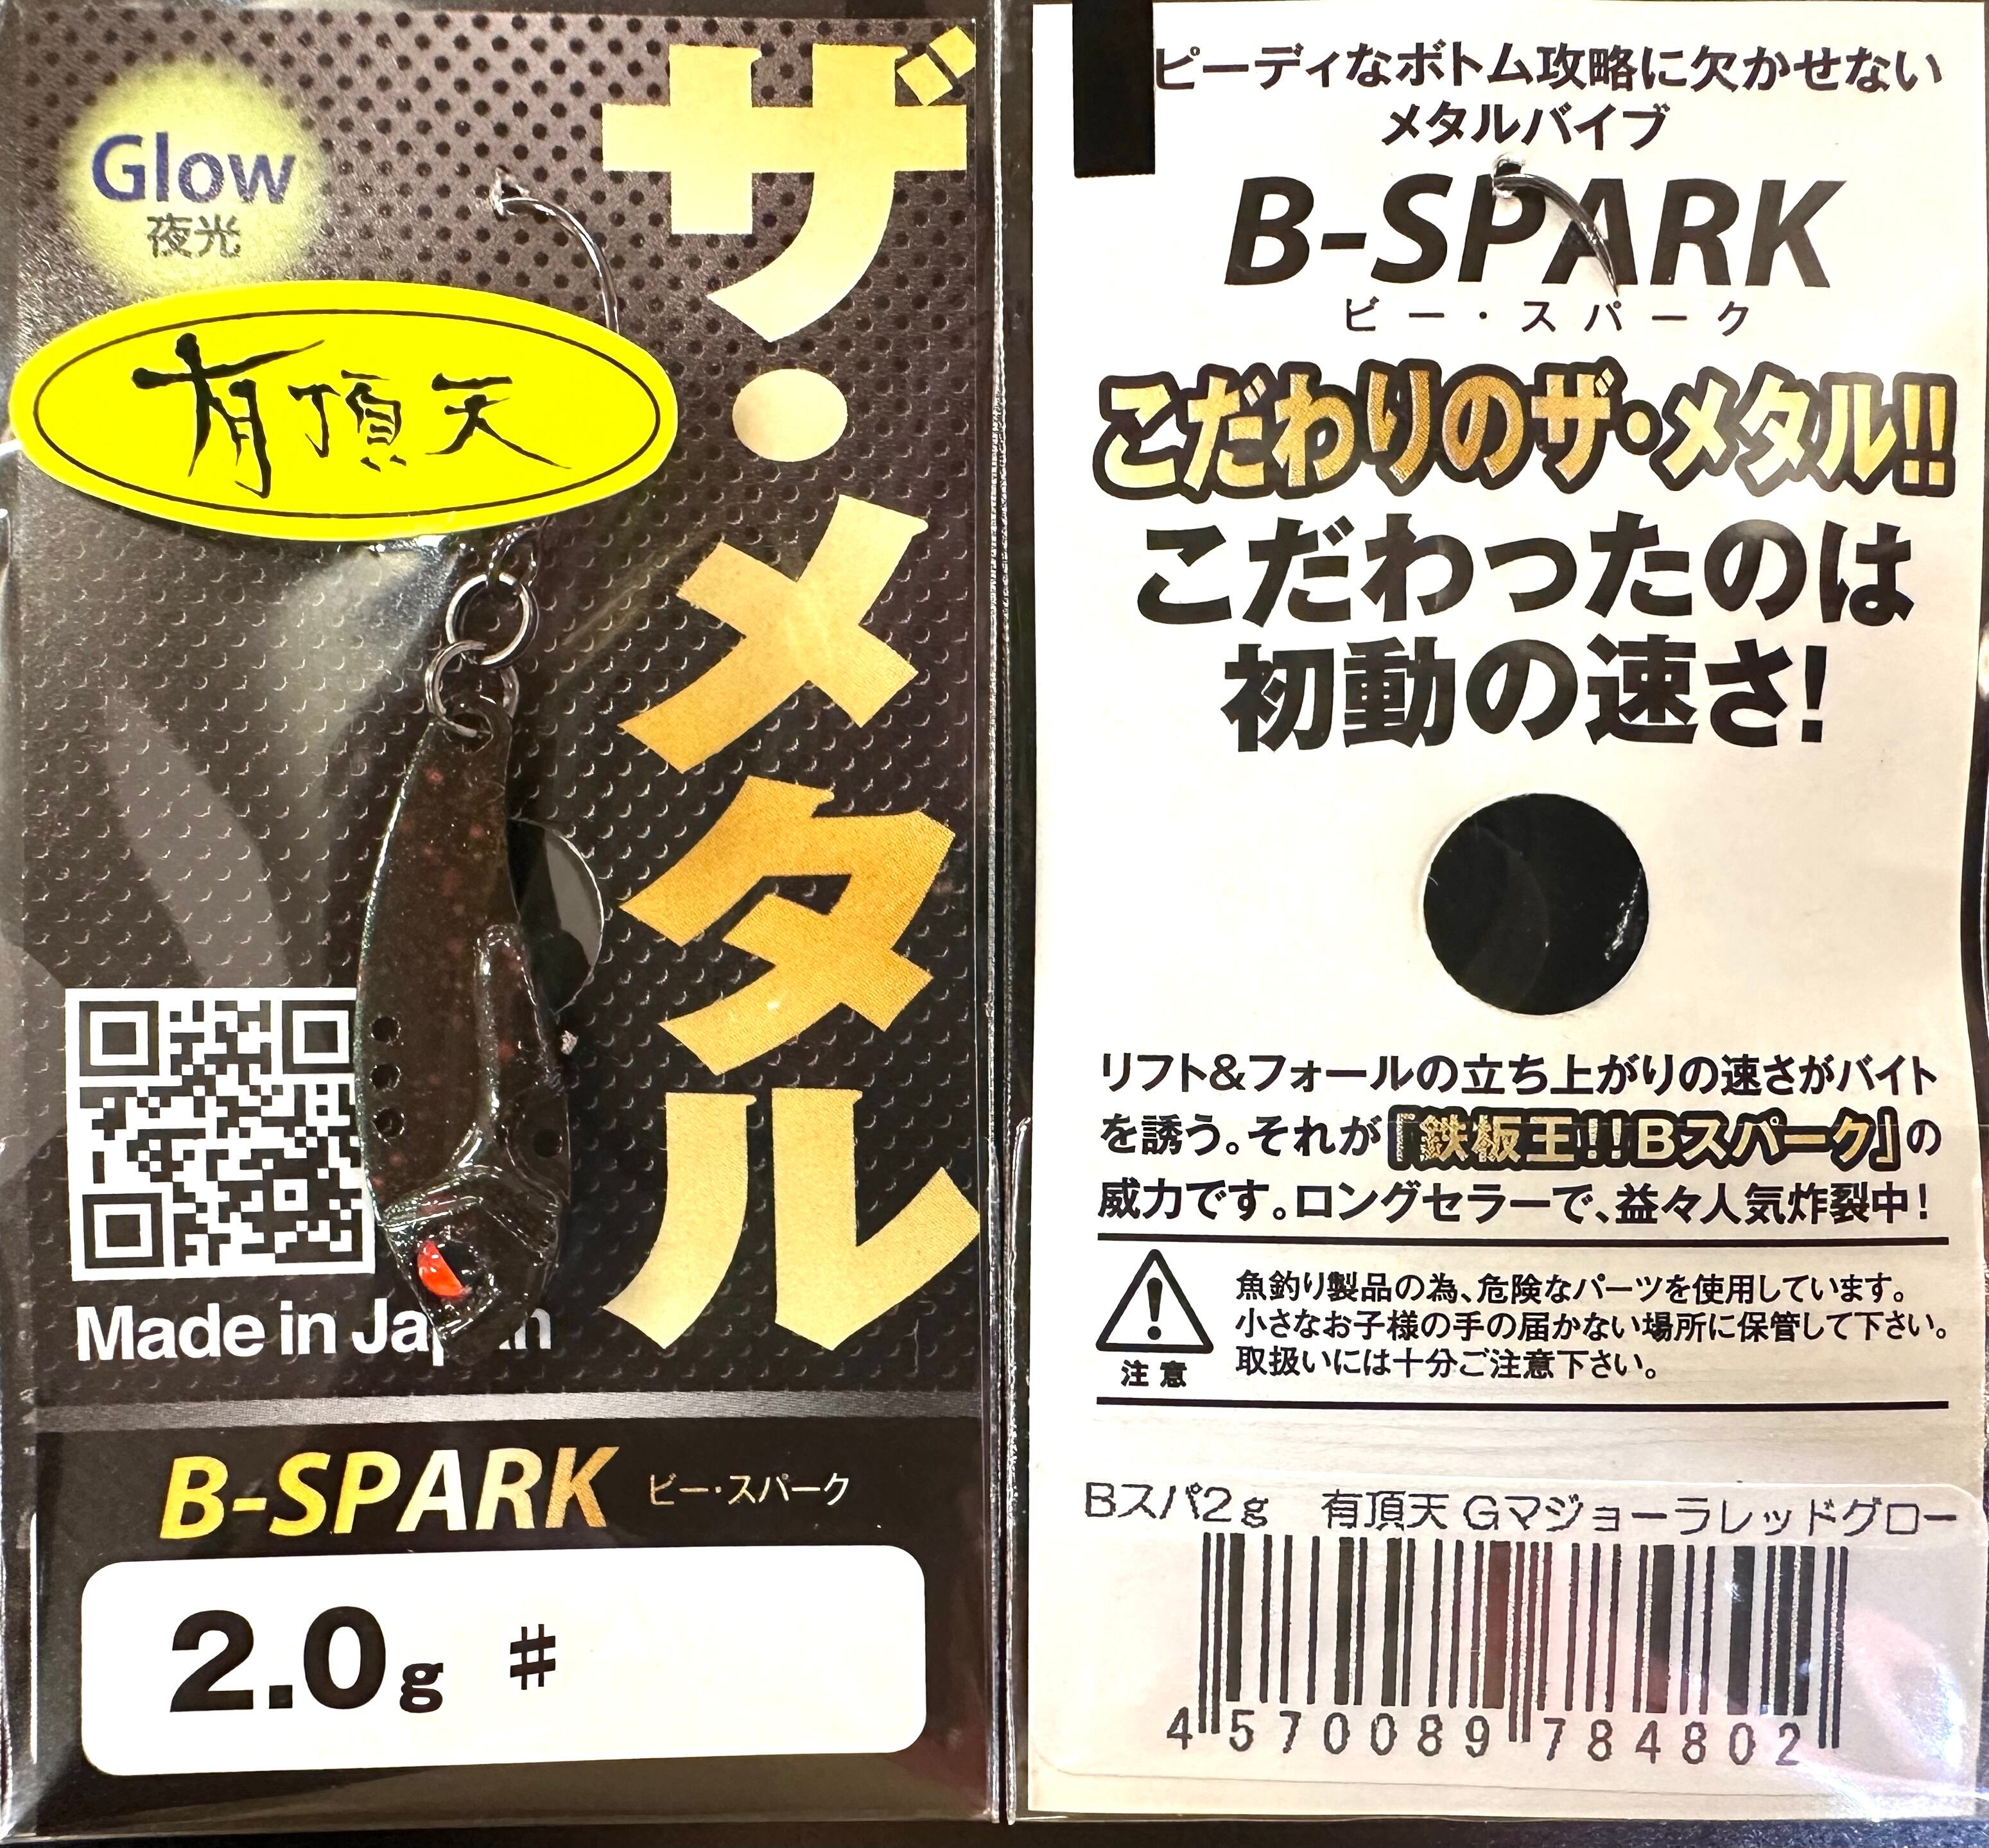 Glow
夜光
有頂天
ザ・メタル
Made in Ja n
B-SPARK ビー・スパーク
2.0g #
ピーディなボトム攻略に欠かせない
メタルバイブ
B-SPARK
ビー・スパーク
こだわりのザ・メタル!!
こだわったのは
初動の速さ!
リフト&フォールの立ち上がりの速さがバイト
を誘う。それが『鉄板王!!Bスパーク』の
威力です。ロングセラーで、益々人気炸裂中!
注意
魚釣り製品の為、危険なパーツを使用しています。
小さなお子様の手の届かない場所に保管して下さい。
取扱いには十分ご注意下さい。
Bスパ2g 有頂天 Gマジョーラレッドグロー
4570089784802